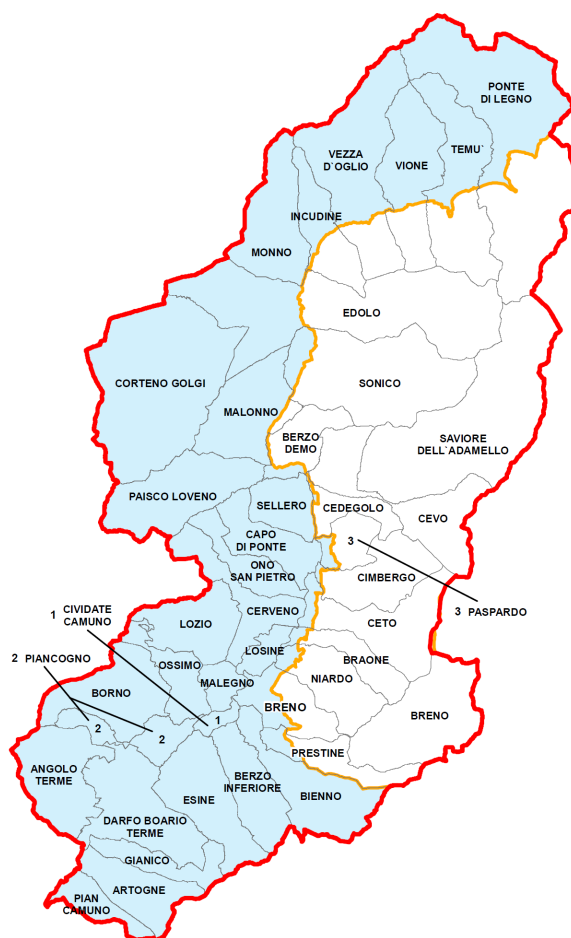 PONTE
DI LEGNO
TEMU`
VEZZA
D`OGLIO
VIONE
INCUDINE
MONNO
EDOLO
CORTENO GOLGI
SONICO
MALONNO
BERZO
DEMO
SAVIORE
DELL`ADAMELLO
PAISCO LOVENO
SELLERO
CEDEGOLO
CEVO
CAPO
DI PONTE
3
ONO
SAN PIETRO
CIMBERGO
1 CIVIDATE
CAMUNO
CERVENO
3 PASPARDO
LOZIO
CETO
2 PIANCOGNO
OSSIMO
LOSINE
BRAONE
MALEGNO
NIARDO
BORNO
BRENO
BRENO
2
2
1
PRESTINE
ANGOLO
TERME
BERZO
INFERIORE
BIENNO
ESINE
DARFO BOARIO
TERME
GIANICO
ARTOGNE
PIAN
CAMUNO